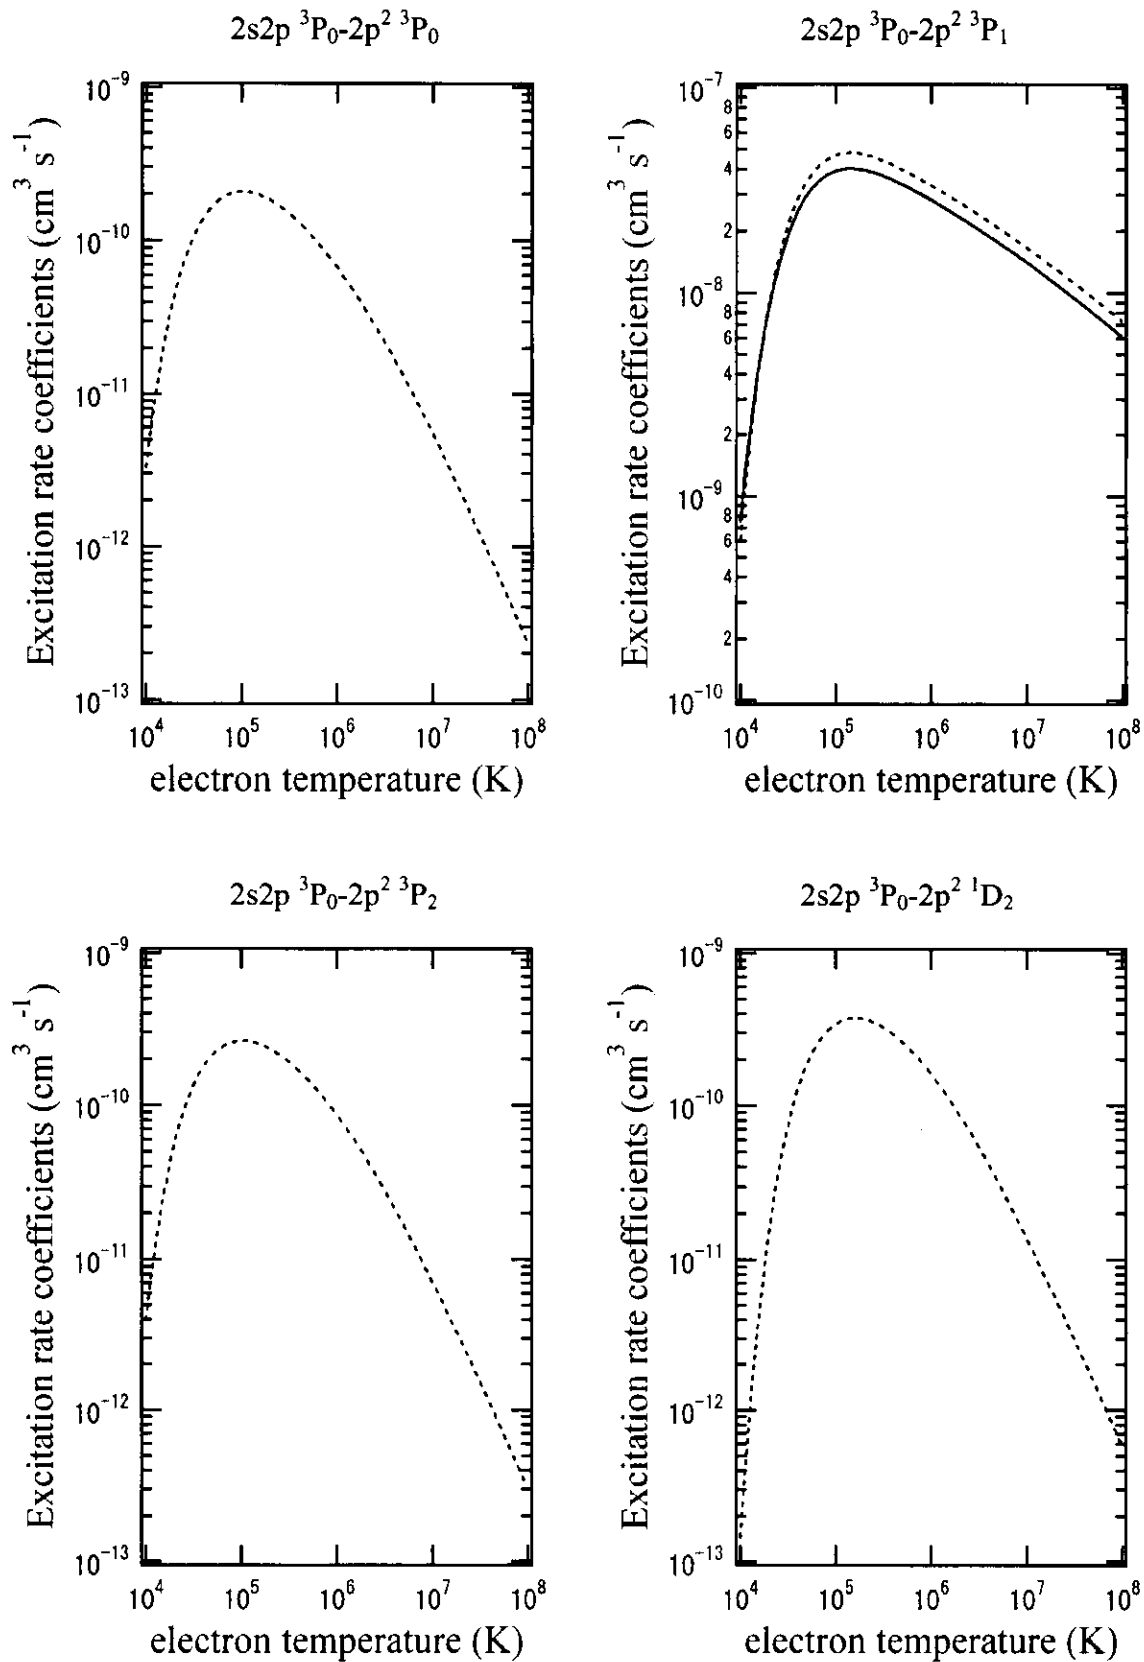 2s2p ³P₀-2p² ³P₀
Excitation rate coefficients (cm³ s⁻¹)
10⁻⁹
10⁻¹⁰
10⁻¹¹
10⁻¹²
10⁻¹³
10⁴ 10⁵ 10⁶ 10⁷ 10⁸
electron temperature (K)
2s2p ³P₀-2p² ³P₁
Excitation rate coefficients (cm³ s⁻¹)
10⁻⁷
8
6
4
2
10⁻⁸
8
6
4
2
10⁻⁹
8
6
4
2
10⁻¹⁰
10⁴ 10⁵ 10⁶ 10⁷ 10⁸
electron temperature (K)
2s2p ³P₀-2p² ³P₂
Excitation rate coefficients (cm³ s⁻¹)
10⁻⁹
10⁻¹⁰
10⁻¹¹
10⁻¹²
10⁻¹³
10⁴ 10⁵ 10⁶ 10⁷ 10⁸
electron temperature (K)
2s2p ³P₀-2p² ¹D₂
Excitation rate coefficients (cm³ s⁻¹)
10⁻⁹
10⁻¹⁰
10⁻¹¹
10⁻¹²
10⁻¹³
10⁴ 10⁵ 10⁶ 10⁷ 10⁸
electron temperature (K)